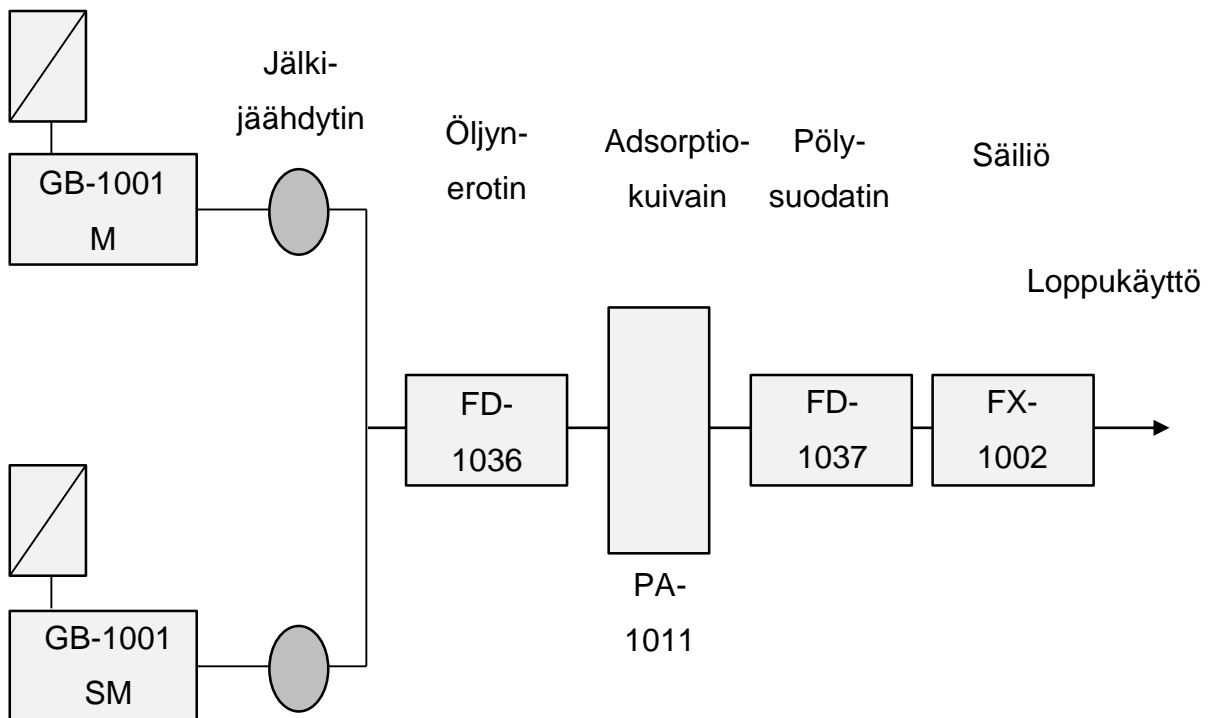 Jälki-
jäähdytin
Öljyn-
erotin
Adsorptio-
kuivain
Pöly-
suodatin
Säiliö
Loppukäyttö
GB-1001
M
FD-
1036
PA-
1011
FD-
1037
FX-
1002
GB-1001
SM